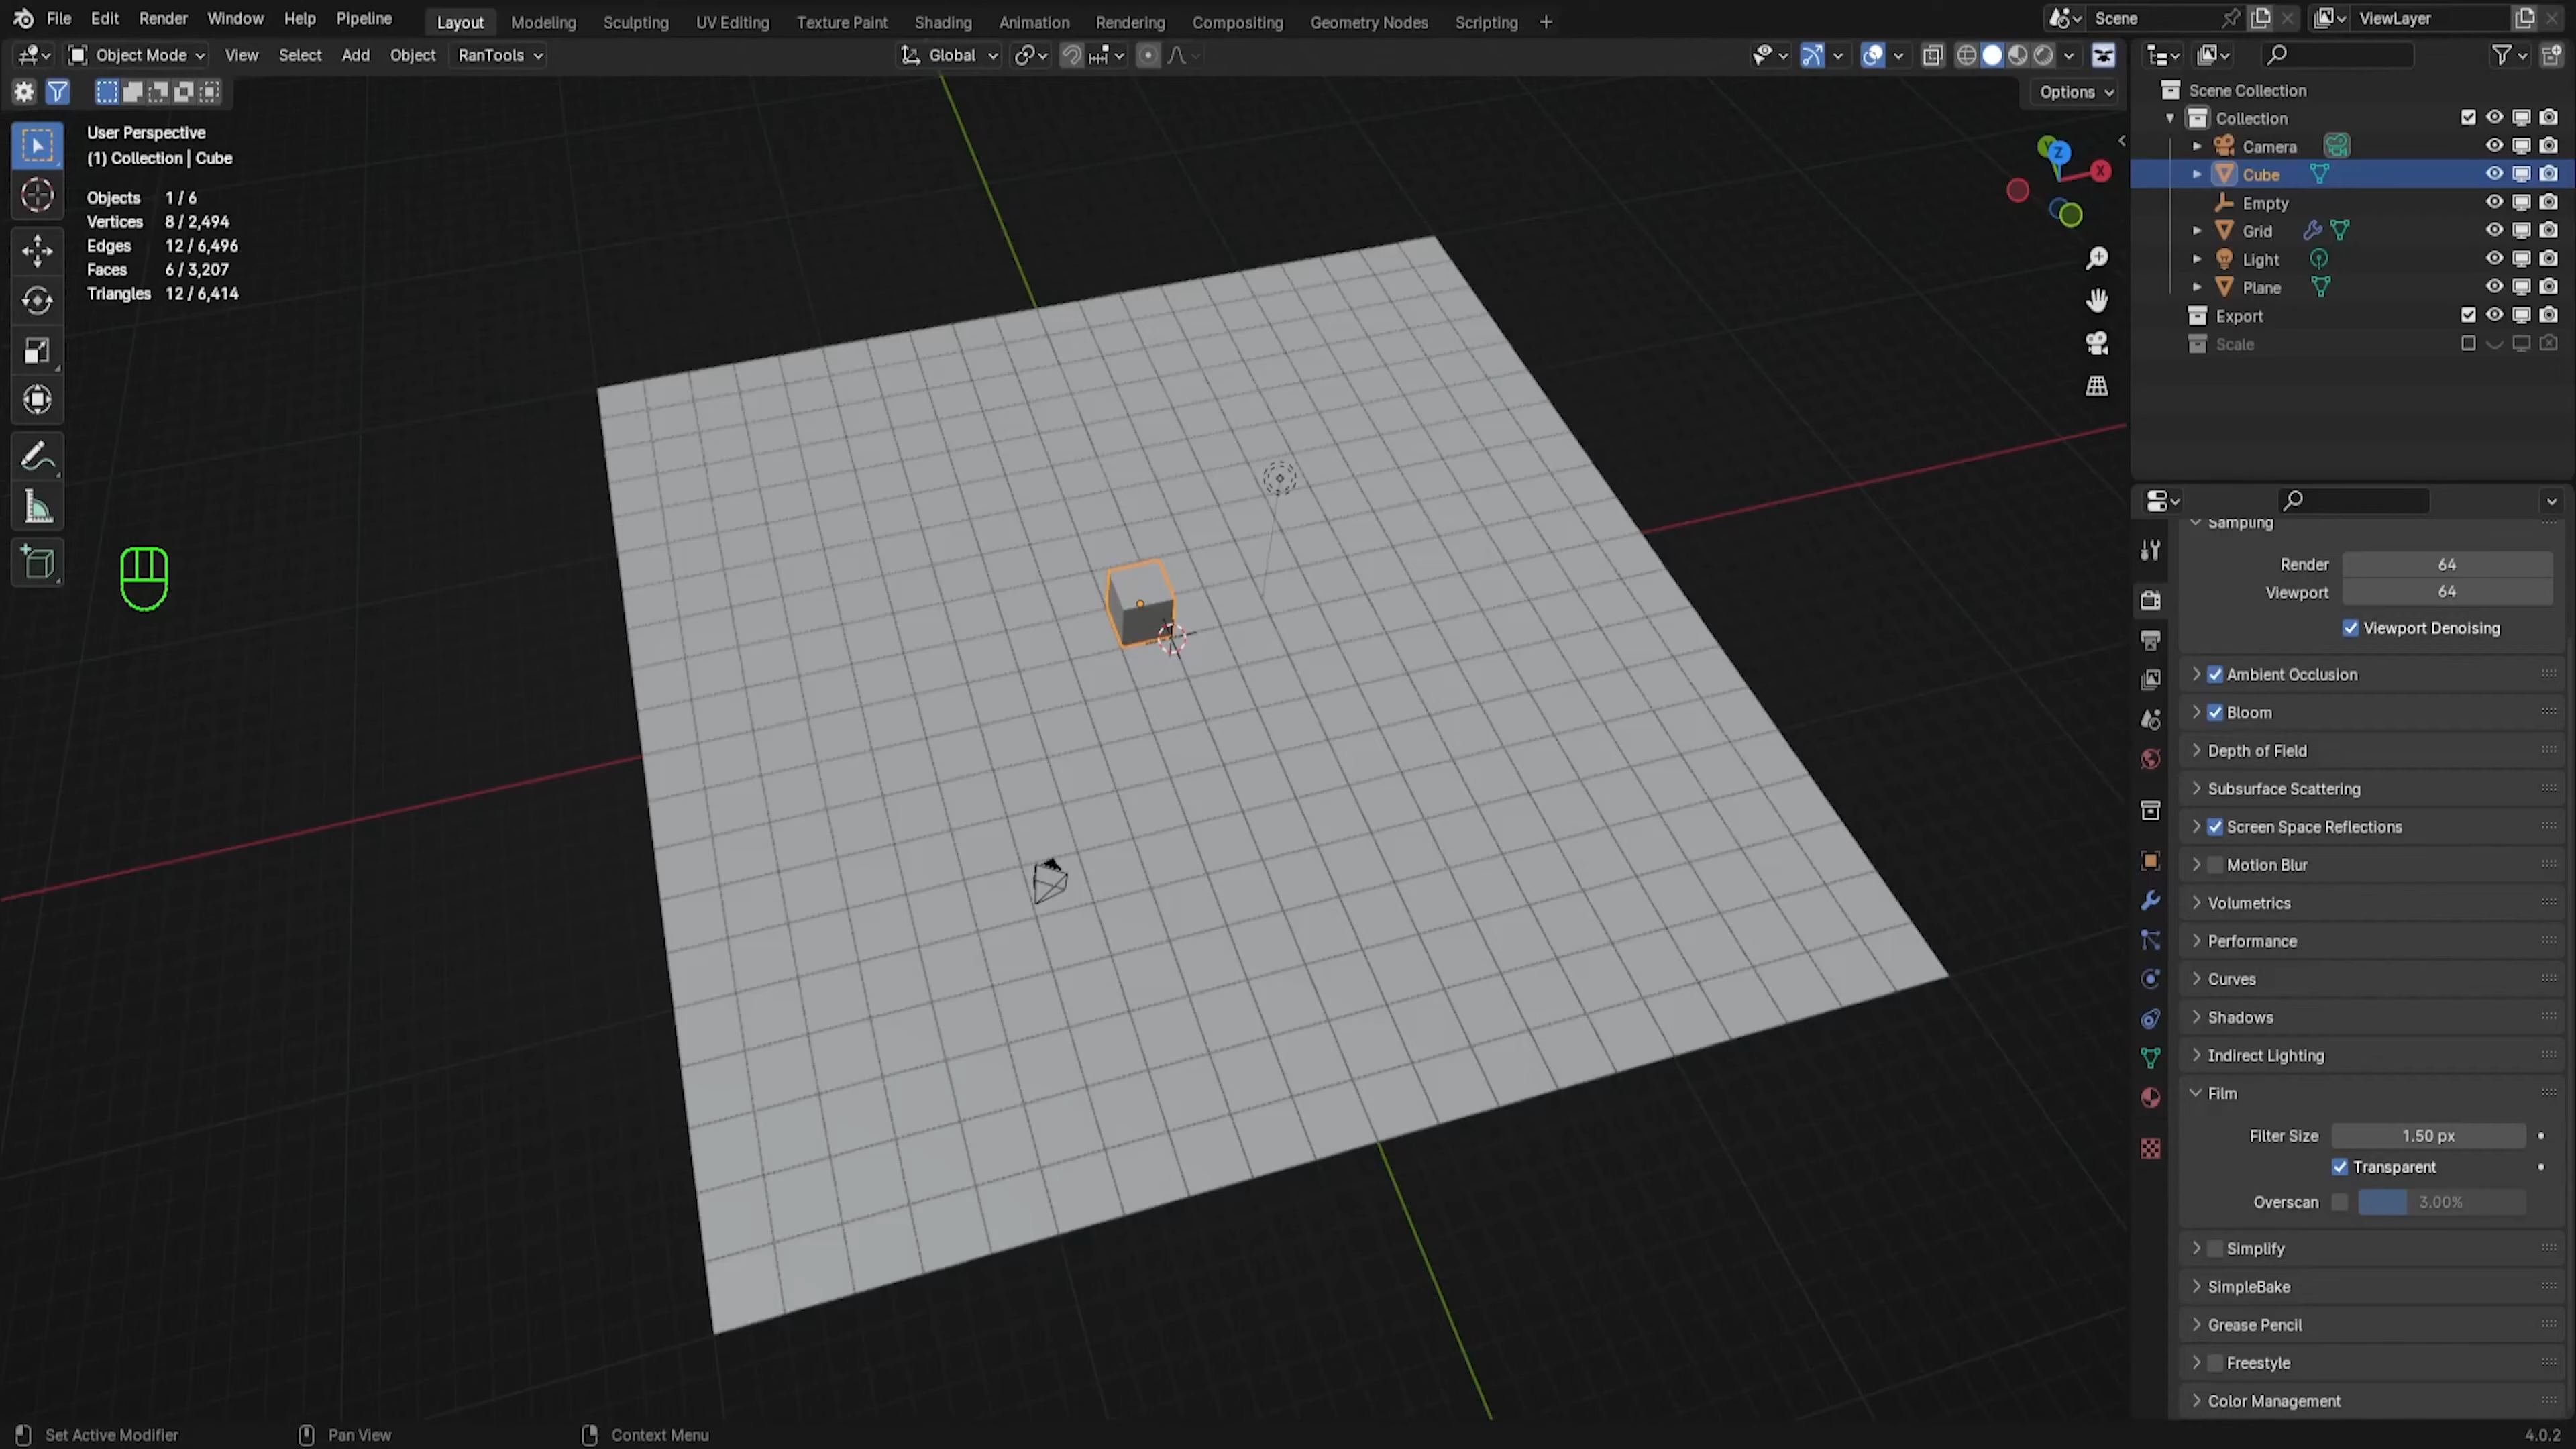 File Edit Render Window Help Pipeline Layout Modeling Sculpting UV Editing Texture Paint Shading Animation Rendering Compositing Geometry Nodes Scripting + Scene ViewLayer
Object Mode View Select Add Object RanTools Global
Options
User Perspective
(1) Collection | Cube
Objects 1 / 6
Vertices 8 / 2,494
Edges 12 / 6,496
Faces 6 / 3,207
Triangles 12 / 6,414
Z
X
Y
Scene Collection
Collection
Camera
Cube
Empty
Grid
Light
Plane
Export
Scale
Sampling
Render 64
Viewport 64
Viewport Denoising
Ambient Occlusion
Bloom
Depth of Field
Subsurface Scattering
Screen Space Reflections
Motion Blur
Volumetrics
Performance
Curves
Shadows
Indirect Lighting
Film
Filter Size 1.50 px
Transparent
Overscan 3.00%
Simplify
SimpleBake
Grease Pencil
Freestyle
Color Management
Set Active Modifier Pan View Context Menu 4.0.2